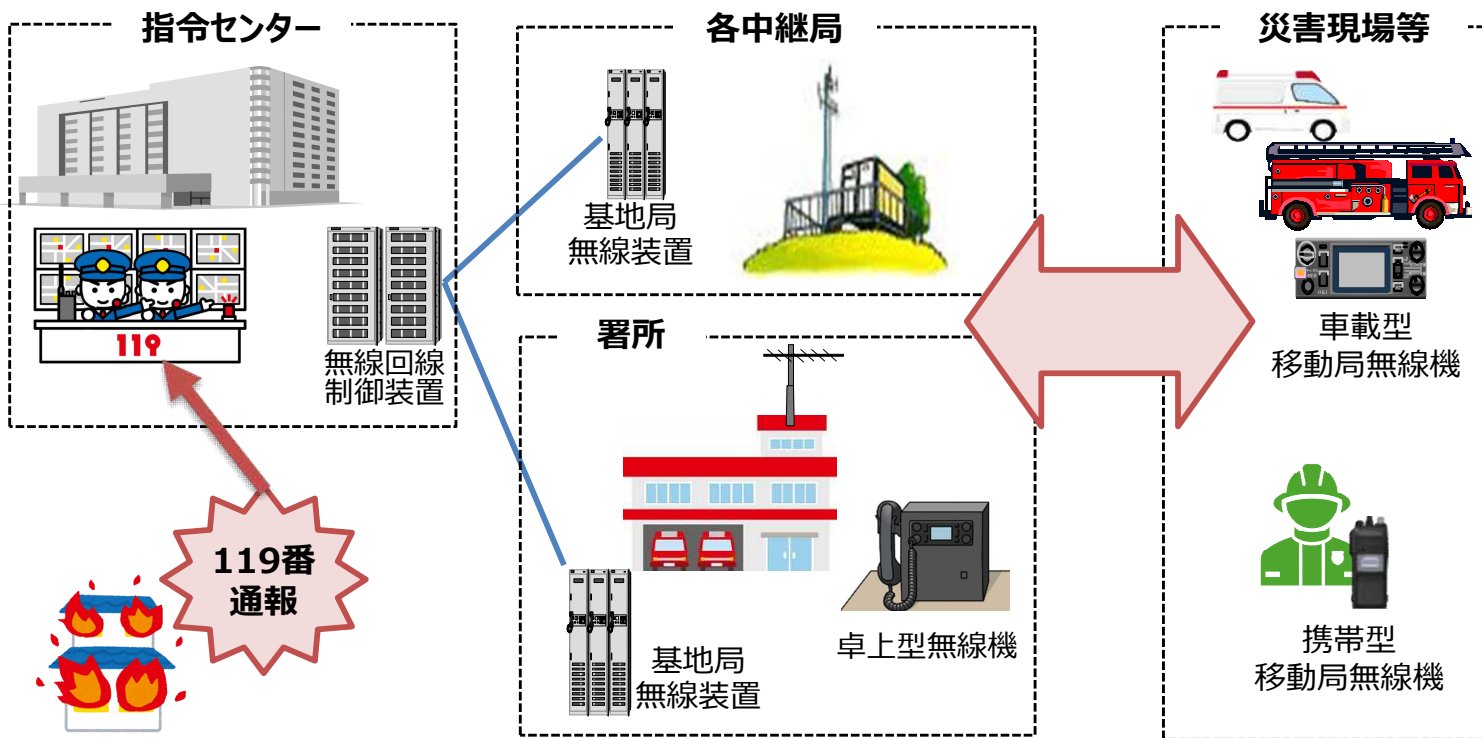 指令センター
119
無線回線
制御装置
119番
通報
各中継局
基地局
無線装置
署所
基地局
無線装置
卓上型無線機
災害現場等
OKI
車載型
移動局無線機
携帯型
移動局無線機